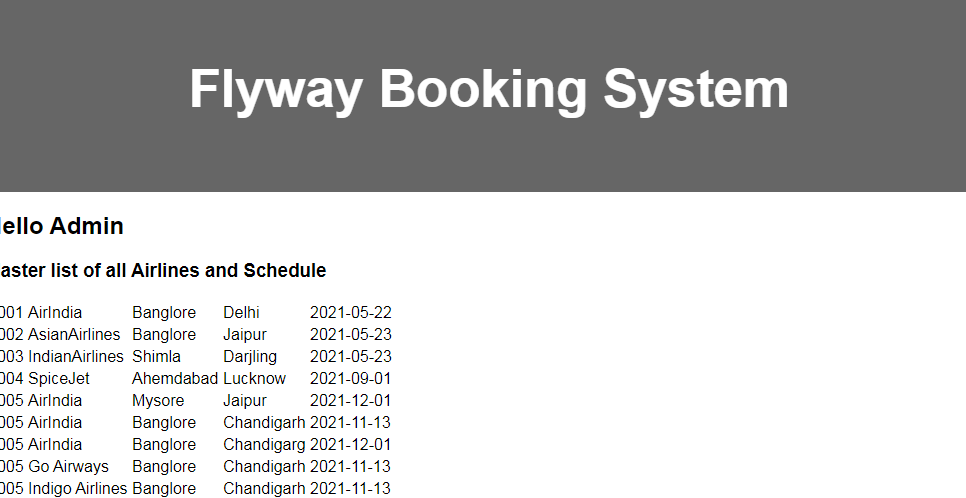 Flyway Booking System
ello Admin
aster list of all Airlines and Schedule
001 AirIndia Banglore Delhi 2021-05-22
002 AsianAirlines Banglore Jaipur 2021-05-23
003 IndianAirlines Shimla Darjling 2021-05-23
004 SpiceJet Ahemdabad Lucknow 2021-09-01
005 AirIndia Mysore Jaipur 2021-12-01
005 AirIndia Banglore Chandigarh 2021-11-13
005 AirIndia Banglore Chandigarg 2021-12-01
005 Go Airways Banglore Chandigarh 2021-11-13
005 Indigo Airlines Banglore Chandigarh 2021-11-13